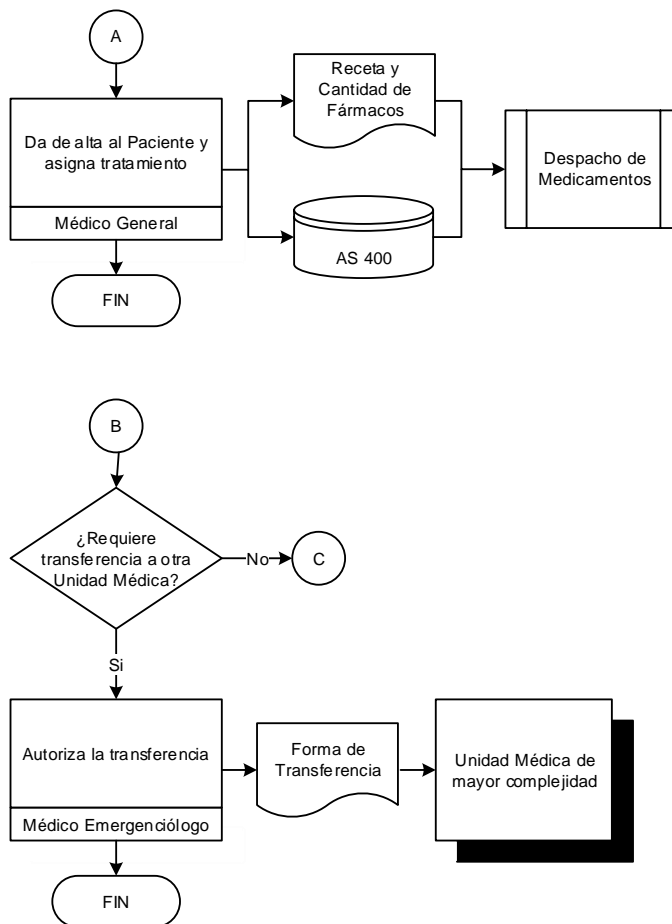 A
Da de alta al Paciente y
asigna tratamiento
Médico General
FIN
Receta y
Cantidad de
Fármacos
AS 400
Despacho de
Medicamentos
B
¿Requiere
transferencia a otra
Unidad Médica?
No
C
Si
Autoriza la transferencia
Médico Emergenciólogo
FIN
Forma de
Transferencia
Unidad Médica de
mayor complejidad